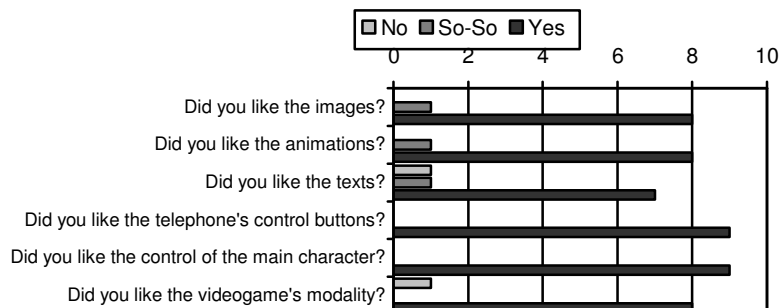 No So-So Yes
0 2 4 6 8 10
Did you like the images?
Did you like the animations?
Did you like the texts?
Did you like the telephone's control buttons?
Did you like the control of the main character?
Did you like the videogame's modality?